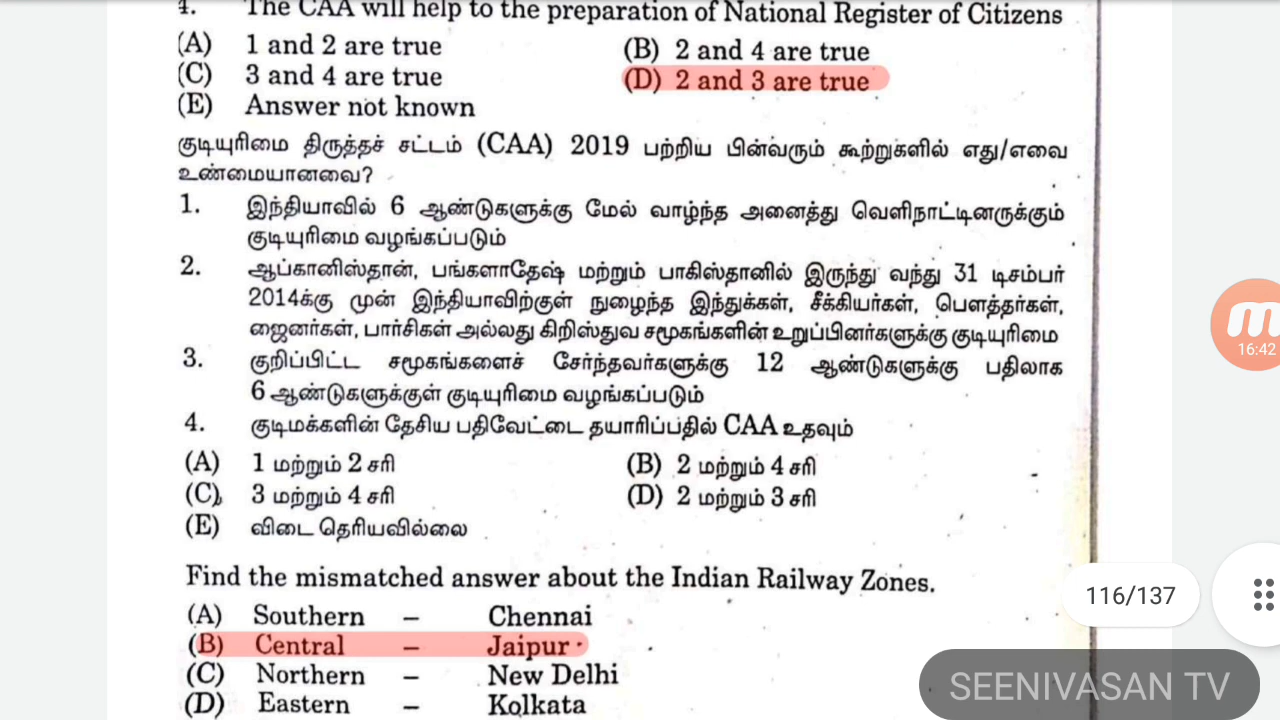 4. The CAA will help to the preparation of National Register of Citizens
(A) 1 and 2 are true (B) 2 and 4 are true
(C) 3 and 4 are true (D) 2 and 3 are true
(E) Answer not known
குடியுரிமை திருத்தச் சட்டம் (CAA) 2019 பற்றிய பின்வரும் கூற்றுகளில் எது/எவை
உண்மையானவை?
1. இந்தியாவில் 6 ஆண்டுகளுக்கு மேல் வாழ்ந்த அனைத்து வெளிநாட்டினருக்கும்
குடியுரிமை வழங்கப்படும்
2. ஆப்கானிஸ்தான், பங்களாதேஷ் மற்றும் பாகிஸ்தானில் இருந்து வந்து 31 டிசம்பர்
2014க்கு முன் இந்தியாவிற்குள் நுழைந்த இந்துக்கள், சீக்கியர்கள், பௌத்தர்கள்,
ஜைனர்கள், பார்சிகள் அல்லது கிறிஸ்துவ சமூகங்களின் உறுப்பினர்களுக்கு குடியுரிமை
3. குறிப்பிட்ட சமூகங்களைச் சேர்ந்தவர்களுக்கு 12 ஆண்டுகளுக்கு பதிலாக
6 ஆண்டுகளுக்குள் குடியுரிமை வழங்கப்படும்
4. குடிமக்களின் தேசிய பதிவேட்டை தயாரிப்பதில் CAA உதவும்
(A) 1 மற்றும் 2 சரி (B) 2 மற்றும் 4 சரி
(C) 3 மற்றும் 4 சரி (D) 2 மற்றும் 3 சரி
(E) விடை தெரியவில்லை
Find the mismatched answer about the Indian Railway Zones.
(A) Southern – Chennai
(B) Central – Jaipur
(C) Northern – New Delhi
(D) Eastern – Kolkata
16:42
116/137
SEENIVASAN TV